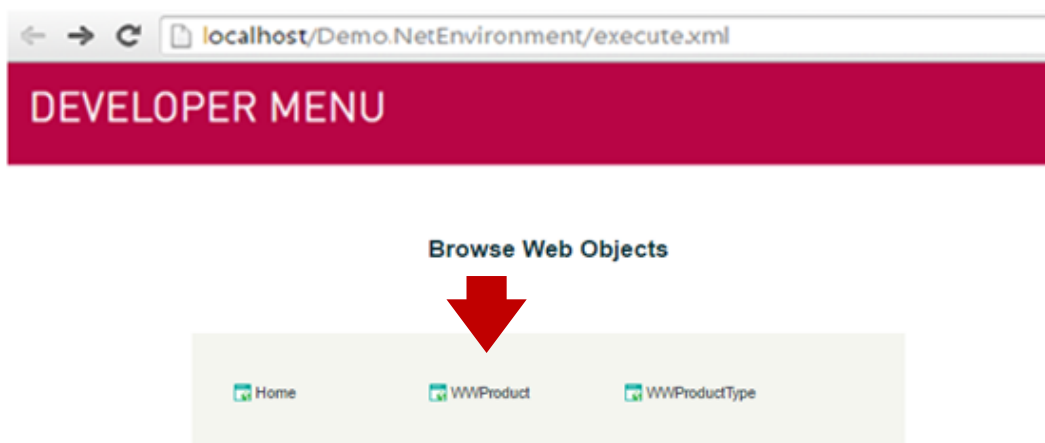 localhost/Demo.NetEnvironment/execute.xml
DEVELOPER MENU
Browse Web Objects
Home WWProduct WWProductType